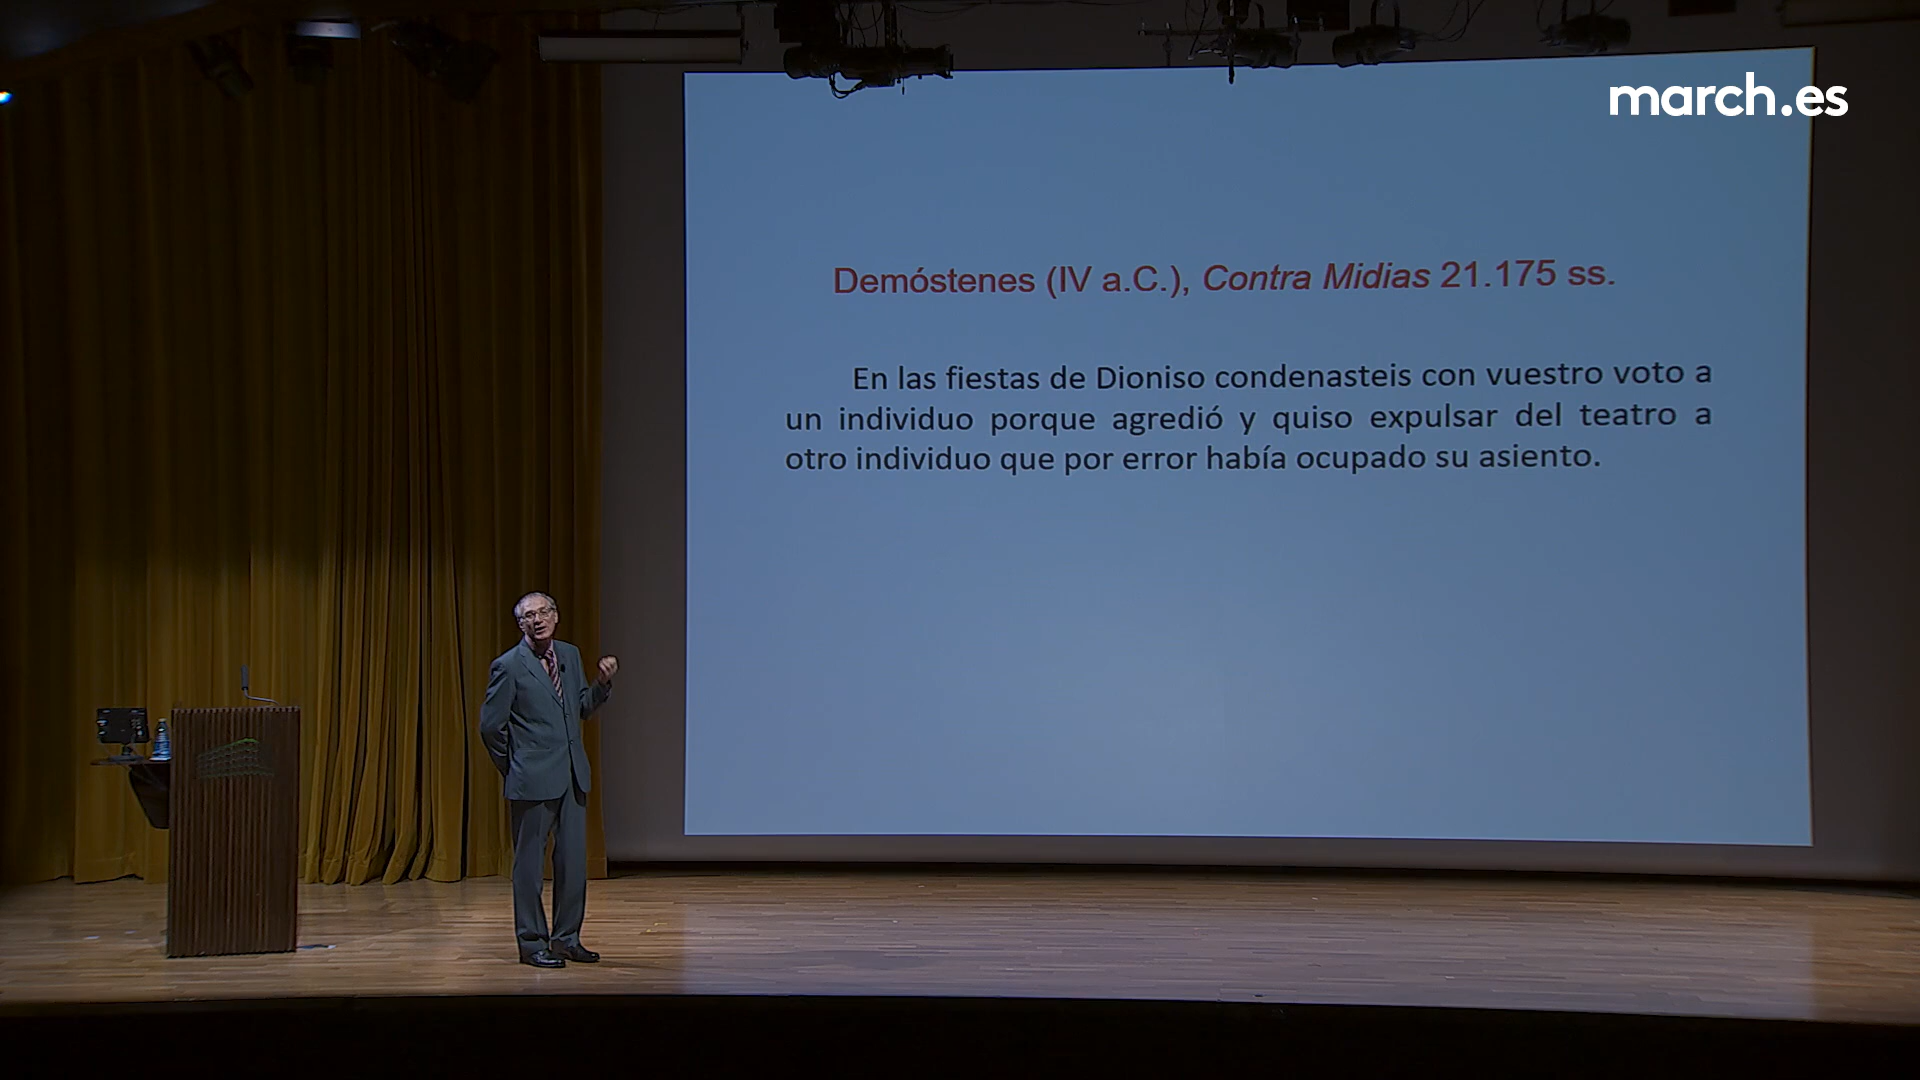 march.es
Demóstenes (IV a.C.), Contra Midias 21.175 ss.
En las fiestas de Dioniso condenasteis con vuestro voto a
un individuo porque agredió y quiso expulsar del teatro a
otro individuo que por error había ocupado su asiento.